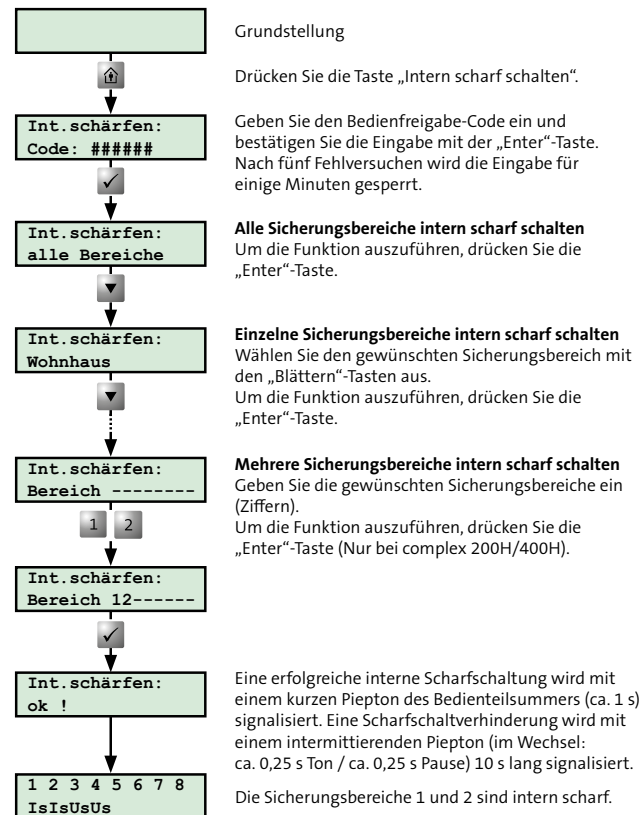 Grundstellung
Drücken Sie die Taste „Intern scharf schalten“.
Int.schärfen:
Code: ######
Geben Sie den Bedienfreigabe-Code ein und
bestätigen Sie die Eingabe mit der „Enter“-Taste.
Nach fünf Fehlversuchen wird die Eingabe für
einige Minuten gesperrt.
Int.schärfen:
alle Bereiche
Alle Sicherungsbereiche intern scharf schalten
Um die Funktion auszuführen, drücken Sie die
„Enter“-Taste.
Int.schärfen:
Wohnhaus
Einzelne Sicherungsbereiche intern scharf schalten
Wählen Sie den gewünschten Sicherungsbereich mit
den „Blättern“-Tasten aus.
Um die Funktion auszuführen, drücken Sie die
„Enter“-Taste.
Int.schärfen:
Bereich --------
Mehrere Sicherungsbereiche intern scharf schalten
Geben Sie die gewünschten Sicherungsbereiche ein
(Ziffern).
Um die Funktion auszuführen, drücken Sie die
„Enter“-Taste (Nur bei complex 200H/400H).
1 2
Int.schärfen:
Bereich 12------
Int.schärfen:
ok !
Eine erfolgreiche interne Scharfschaltung wird mit
einem kurzen Piepton des Bedienteilsummers (ca. 1 s)
signalisiert. Eine Scharfschaltverhinderung wird mit
einem intermittierenden Piepton (im Wechsel:
ca. 0,25 s Ton / ca. 0,25 s Pause) 10 s lang signalisiert.
1 2 3 4 5 6 7 8
IsIsUsUs
Die Sicherungsbereiche 1 und 2 sind intern scharf.